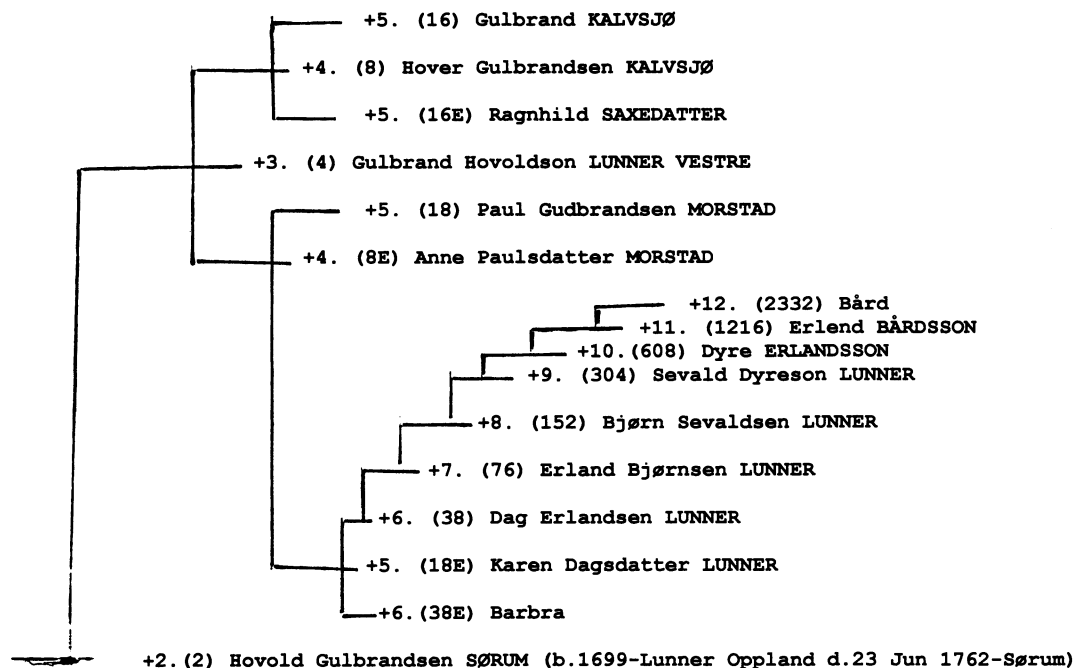 +5. (16) Gulbrand KALVSJØ
+4. (8) Hover Gulbrandsen KALVSJØ
+5. (16E) Ragnhild SAXEDATTER
+3. (4) Gulbrand Hovoldson LUNNER VESTRE
+5. (18) Paul Gudbrandsen MORSTAD
+4. (8E) Anne Paulsdatter MORSTAD
+12. (2332) Bård
+11. (1216) Erlend BÅRDSSON
+10.(608) Dyre ERLANDSSON
+9. (304) Sevald Dyreson LUNNER
+8. (152) Bjørn Sevaldsen LUNNER
+7. (76) Erland Bjørnsen LUNNER
+6. (38) Dag Erlandsen LUNNER
+5. (18E) Karen Dagsdatter LUNNER
+6.(38E) Barbra
+2.(2) Hovold Gulbrandsen SØRUM (b.1699-Lunner Oppland d.23 Jun 1762-Sørum)